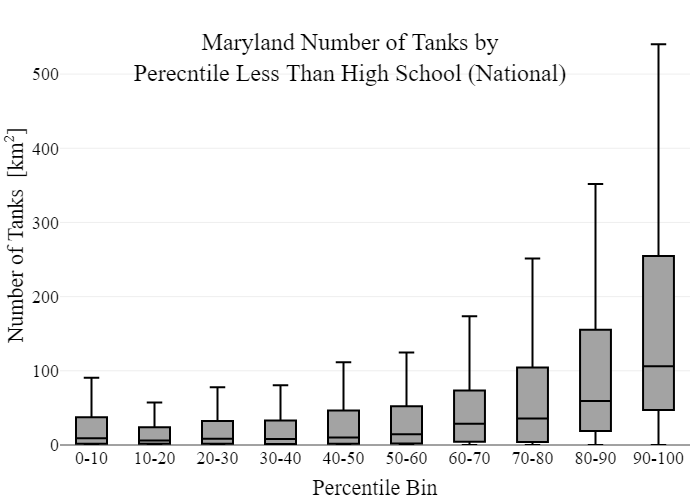 Maryland Number of Tanks by
Perecntile Less Than High School (National)
Number of Tanks [km²]
500
400
300
200
100
0
0-10 10-20 20-30 30-40 40-50 50-60 60-70 70-80 80-90 90-100
Percentile Bin